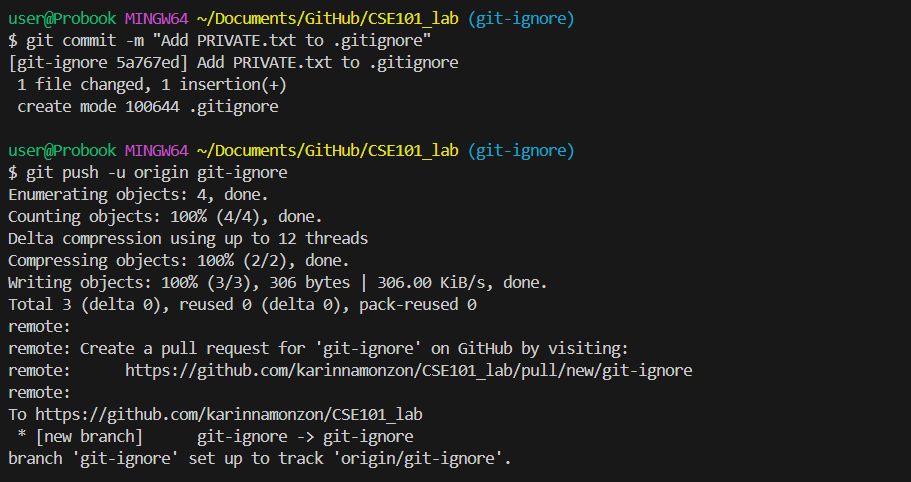 user@Probook MINGW64 ~/Documents/GitHub/CSE101_lab (git-ignore)
$ git commit -m "Add PRIVATE.txt to .gitignore"
[git-ignore 5a767ed] Add PRIVATE.txt to .gitignore
 1 file changed, 1 insertion(+)
 create mode 100644 .gitignore

user@Probook MINGW64 ~/Documents/GitHub/CSE101_lab (git-ignore)
$ git push -u origin git-ignore
Enumerating objects: 4, done.
Counting objects: 100% (4/4), done.
Delta compression using up to 12 threads
Compressing objects: 100% (2/2), done.
Writing objects: 100% (3/3), 306 bytes | 306.00 KiB/s, done.
Total 3 (delta 0), reused 0 (delta 0), pack-reused 0
remote:
remote: Create a pull request for 'git-ignore' on GitHub by visiting:
remote:      https://github.com/karinnamonzon/CSE101_lab/pull/new/git-ignore
remote:
To https://github.com/karinnamonzon/CSE101_lab
 * [new branch]      git-ignore -> git-ignore
branch 'git-ignore' set up to track 'origin/git-ignore'.